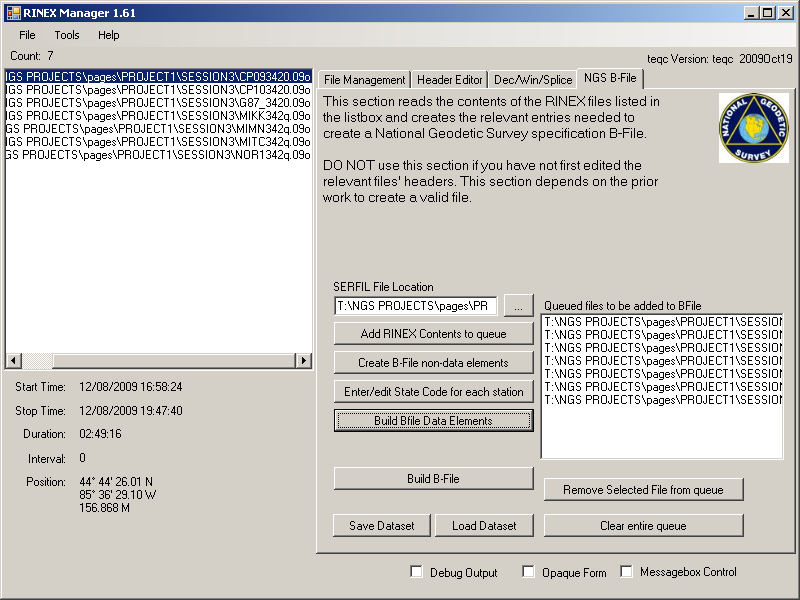 RINEX Manager 1.61
File Tools Help
Count: 7
teqc Version: teqc 2009Oct19
IGS PROJECTS\pages\PROJECT1\SESSION3\CP093420.09o
IGS PROJECTS\pages\PROJECT1\SESSION3\CP103420.09o
IGS PROJECTS\pages\PROJECT1\SESSION3\G87_3420.09o
IGS PROJECTS\pages\PROJECT1\SESSION3\MIKK342q.09o
GS PROJECTS\pages\PROJECT1\SESSION3\MIMN342q.09o
IGS PROJECTS\pages\PROJECT1\SESSION3\MITC342q.09o
GS PROJECTS\pages\PROJECT1\SESSION3\NOR1342q.09o
File Management Header Editor Dec/Win/Splice NGS B-File
This section reads the contents of the RINEX files listed in
the listbox and creates the relevant entries needed to
create a National Geodetic Survey specification B-File.
DO NOT use this section if you have not first edited the
relevant files' headers. This section depends on the prior
work to create a valid file.
NATIONAL GEODETIC
SURVEY
SERFIL File Location
T:\NGS PROJECTS\pages\PR ...
Add RINEX Contents to queue
Create B-File non-data elements
Enter/edit State Code for each station
Build Bfile Data Elements
Build B-File
Save Dataset Load Dataset
Queued files to be added to BFile
T:\NGS PROJECTS\pages\PROJECT1\SESSION
T:\NGS PROJECTS\pages\PROJECT1\SESSION
T:\NGS PROJECTS\pages\PROJECT1\SESSION
T:\NGS PROJECTS\pages\PROJECT1\SESSION
T:\NGS PROJECTS\pages\PROJECT1\SESSION
T:\NGS PROJECTS\pages\PROJECT1\SESSION
T:\NGS PROJECTS\pages\PROJECT1\SESSION
Remove Selected File from queue
Clear entire queue
Start Time: 12/08/2009 16:58:24
Stop Time: 12/08/2009 19:47:40
Duration: 02:49:16
Interval: 0
Position: 44° 44' 26.01 N
85° 36' 29.10 W
156.868 M
Debug Output Opaque Form Messagebox Control